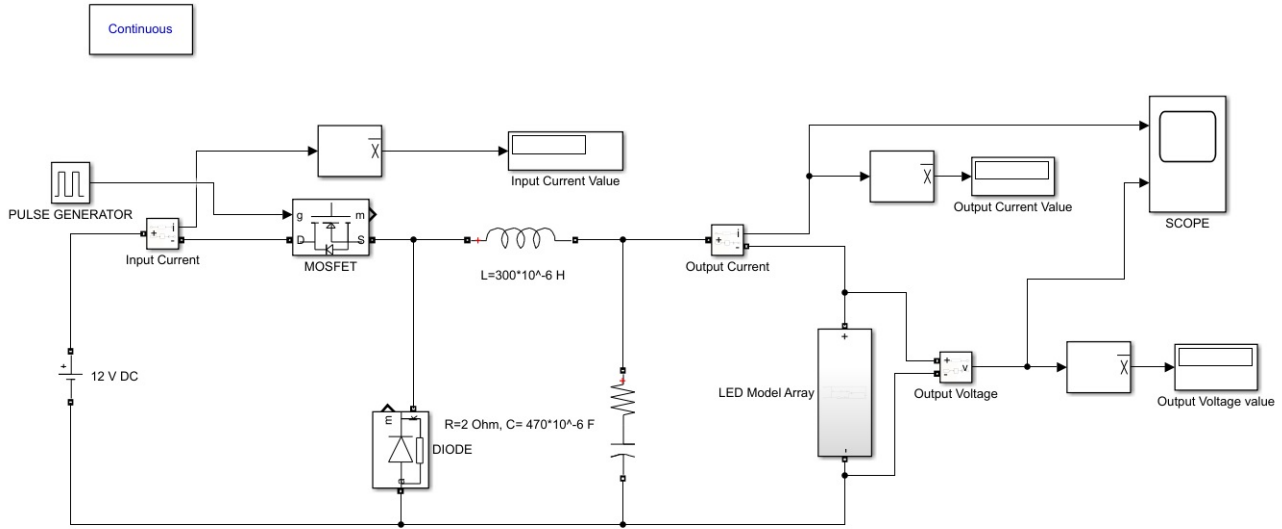 Continuous
PULSE GENERATOR
Input Current
i
+
-
g
m
D
S
MOSFET
x̄
Input Current Value
+
L=300*10^-6 H
i
+
-
Output Current
x̄
Output Current Value
SCOPE
+
12 V DC
m
k
a
DIODE
+
R=2 Ohm, C= 470*10^-6 F
+
LED Model Array
-
+
-
v
Output Voltage
x̄
Output Voltage value